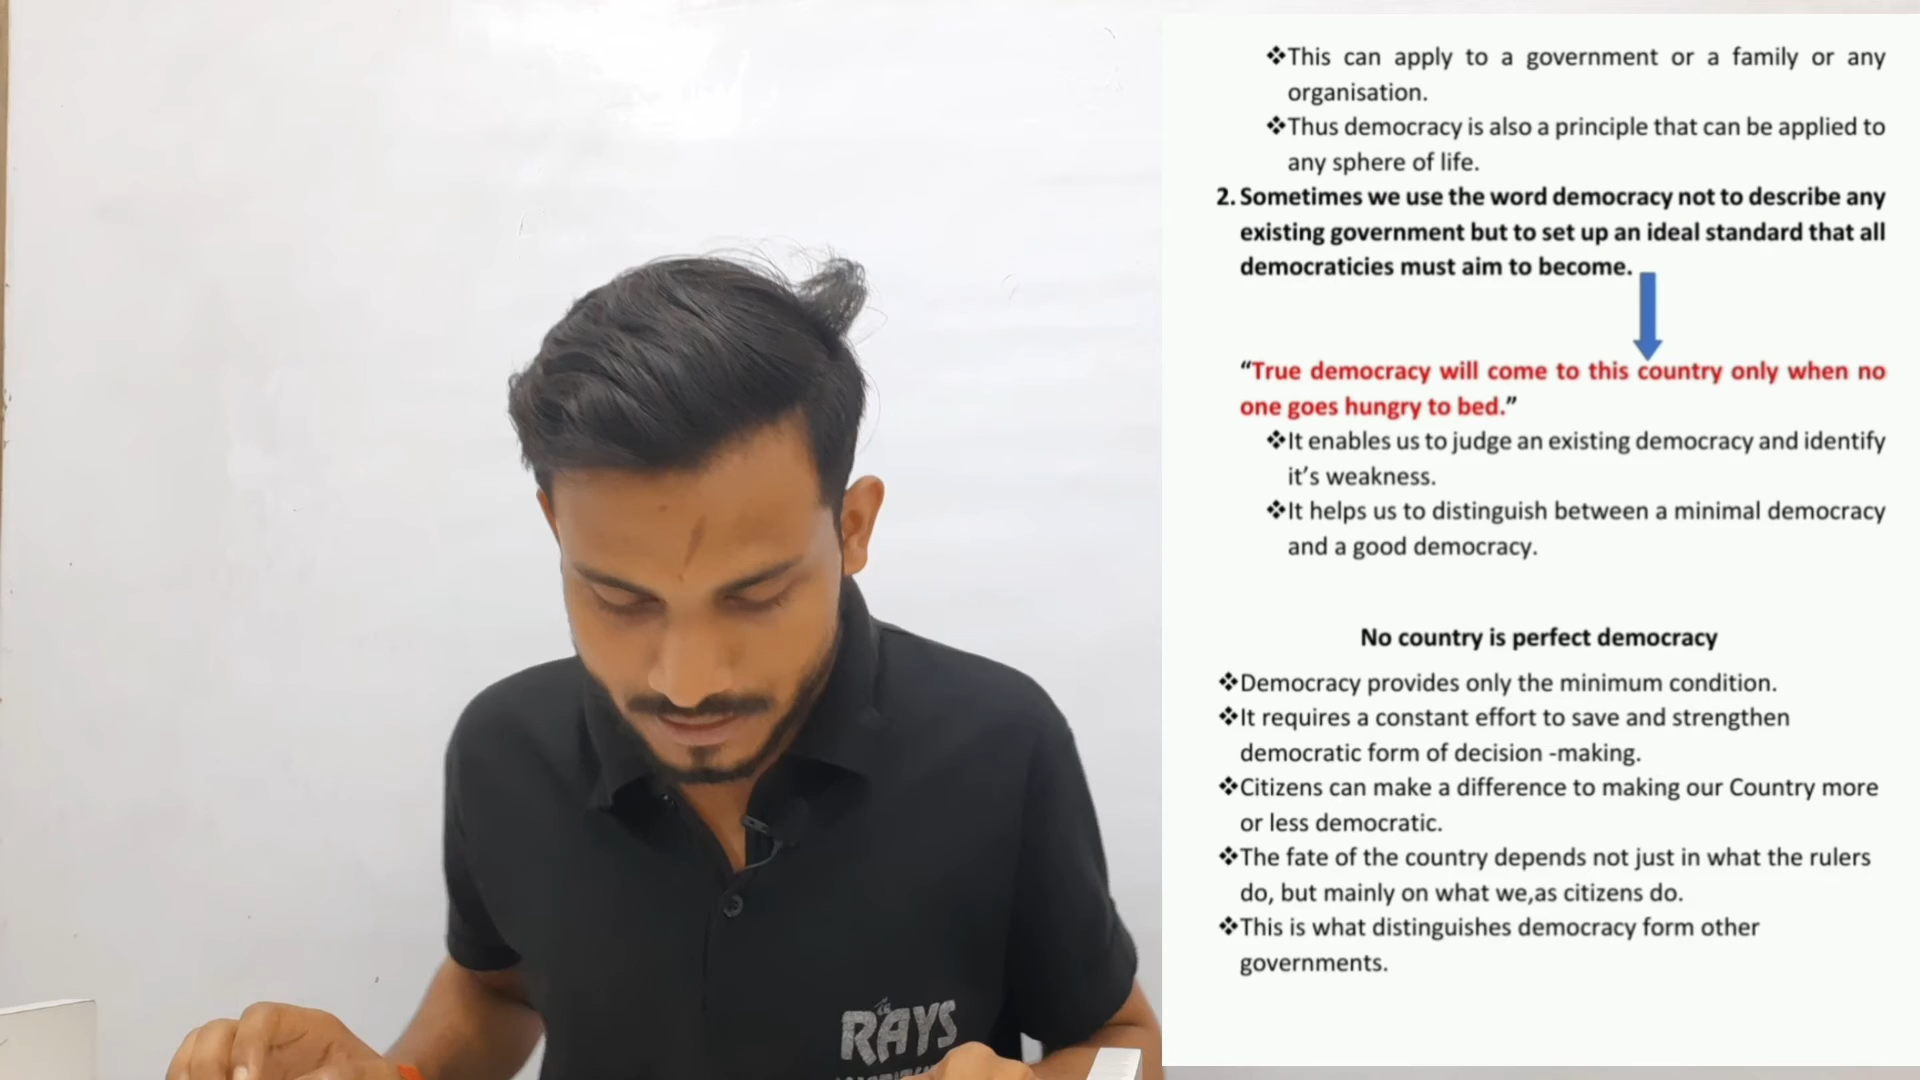 ❖This can apply to a government or a family or any
organisation.
❖Thus democracy is also a principle that can be applied to
any sphere of life.
2. Sometimes we use the word democracy not to describe any
existing government but to set up an ideal standard that all
democraticies must aim to become.
“True democracy will come to this country only when no
one goes hungry to bed.”
❖It enables us to judge an existing democracy and identify
it’s weakness.
❖It helps us to distinguish between a minimal democracy
and a good democracy.
No country is perfect democracy
❖Democracy provides only the minimum condition.
❖It requires a constant effort to save and strengthen
democratic form of decision -making.
❖Citizens can make a difference to making our Country more
or less democratic.
❖The fate of the country depends not just in what the rulers
do, but mainly on what we,as citizens do.
❖This is what distinguishes democracy form other
governments.
RAYS